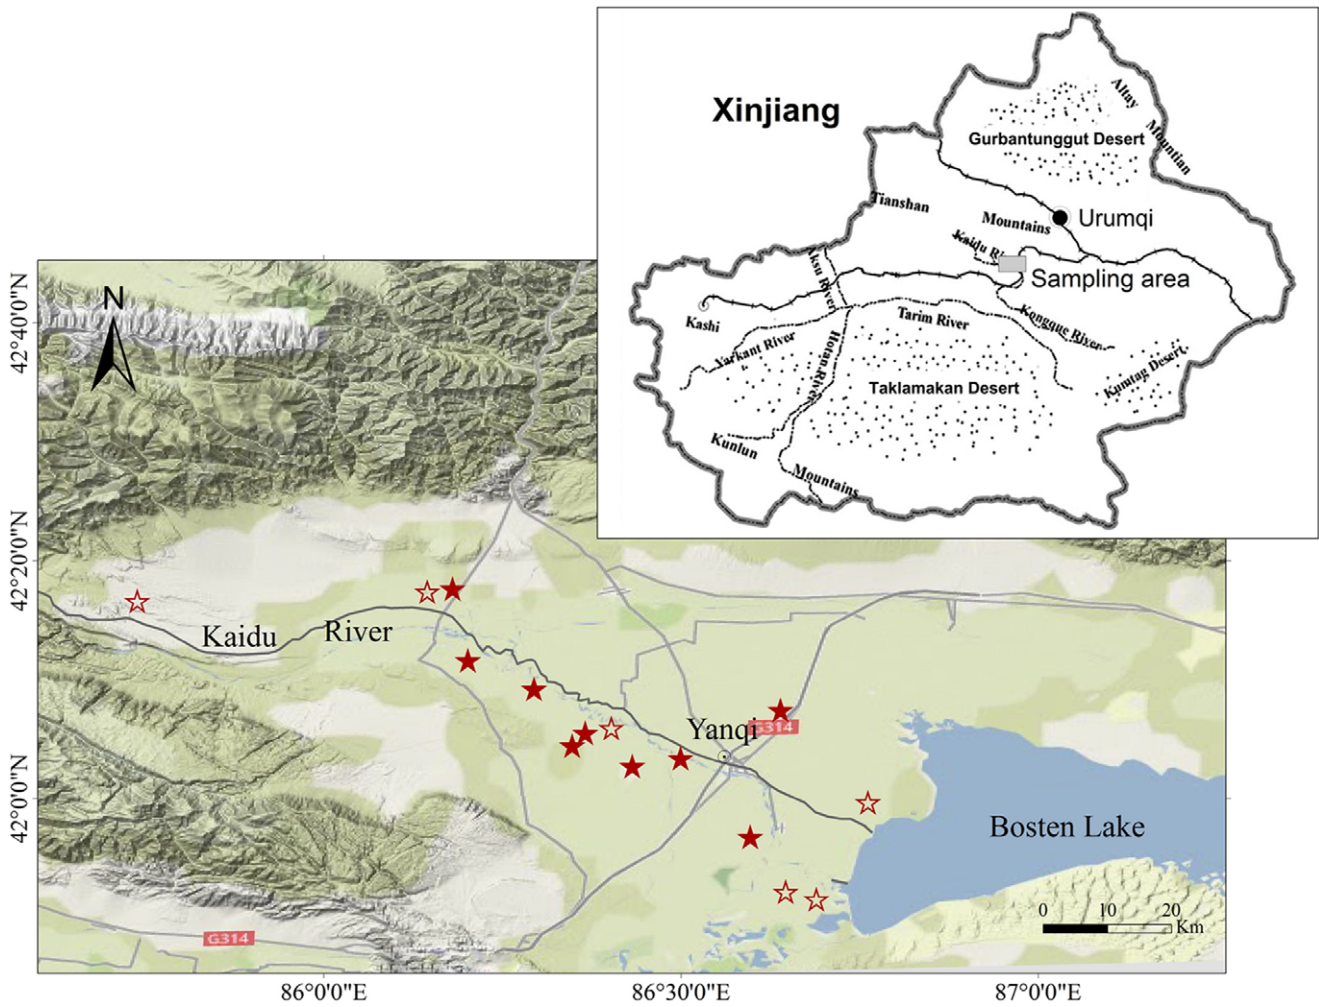 Xinjiang
Altay
Mountian
Gurbantunggut Desert
Tianshan
Mountains
Urumqi
Kaidu Ri
Sampling area
Aksu River
Kashi
Tarim River
Kongque River
Yarkant River
Hotan River
Kumtag Desert
Taklamakan Desert
Kunlun
Mountains
N
42°40'0"N
42°20'0"N
42°0'0"N
Kaidu River
Yanqi
G314
Bosten Lake
0 10 20
Km
G314
86°0'0"E 86°30'0"E 87°0'0"E